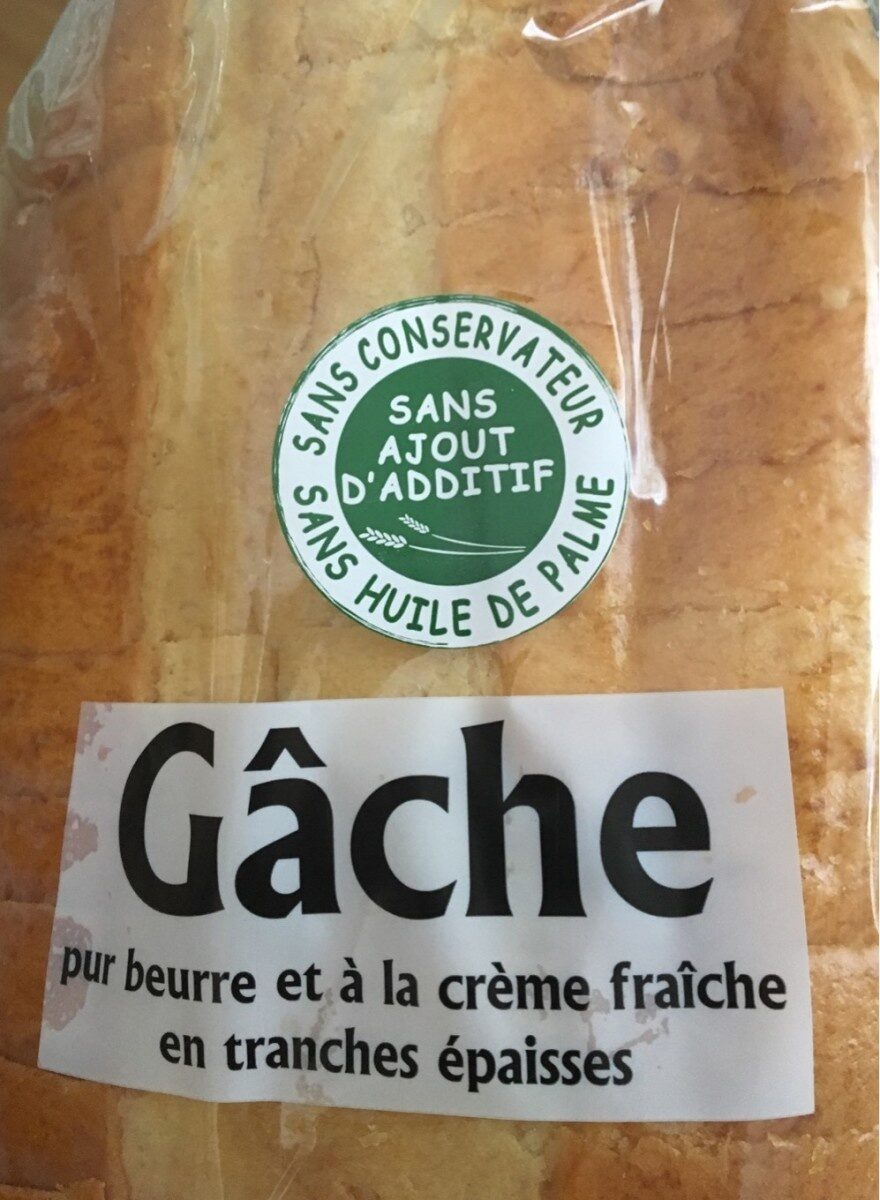 SANS CONSERVATEUR
SANS
AJOUT
D'ADDITIF
SANS HUILE DE PALME
Gâche
pur beurre et à la crème fraîche
en tranches épaisses